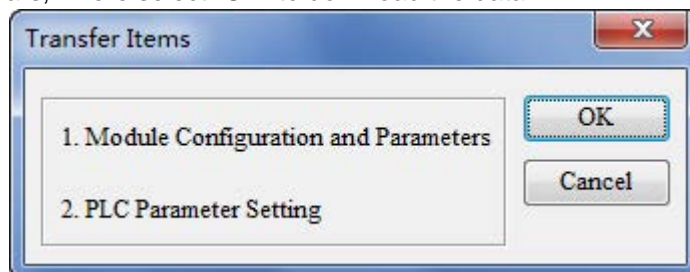 Transfer Items
1. Module Configuration and Parameters
2. PLC Parameter Setting
OK
Cancel